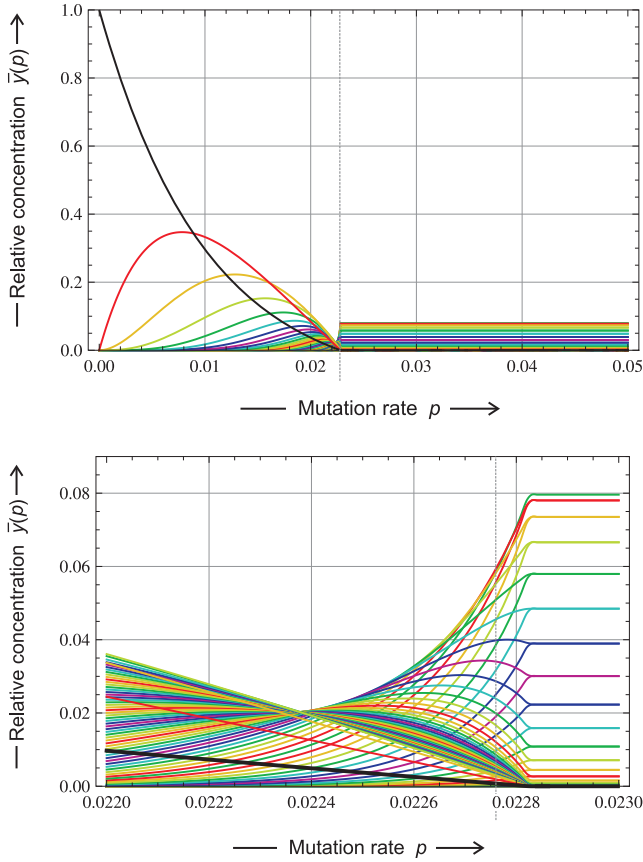 Relative concentration ȳ(p)
1.0
0.8
0.6
0.4
0.2
0.0
0.00 0.01 0.02 0.03 0.04 0.05
Mutation rate p
Relative concentration ȳ(p)
0.08
0.06
0.04
0.02
0.00
0.0220 0.0222 0.0224 0.0226 0.0228 0.0230
Mutation rate p